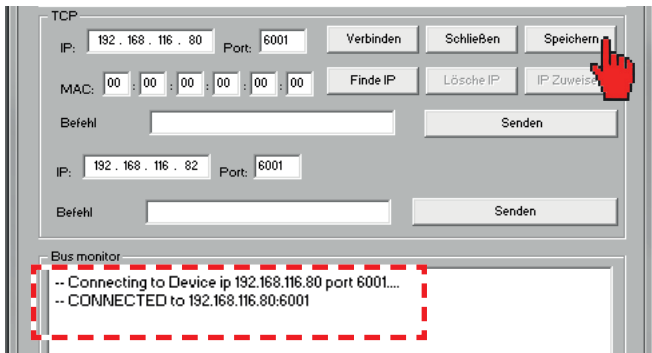 TCP
IP: 192 . 168 . 116 . 80 Port: 6001 Verbinden Schließen Speichern
MAC: 00 : 00 : 00 : 00 : 00 : 00 Finde IP Lösche IP IP Zuweise
Befehl Senden
IP: 192 . 168 . 116 . 82 Port: 6001
Befehl Senden
Bus monitor
-- Connecting to Device ip 192.168.116.80 port 6001....
-- CONNECTED to 192.168.116.80:6001